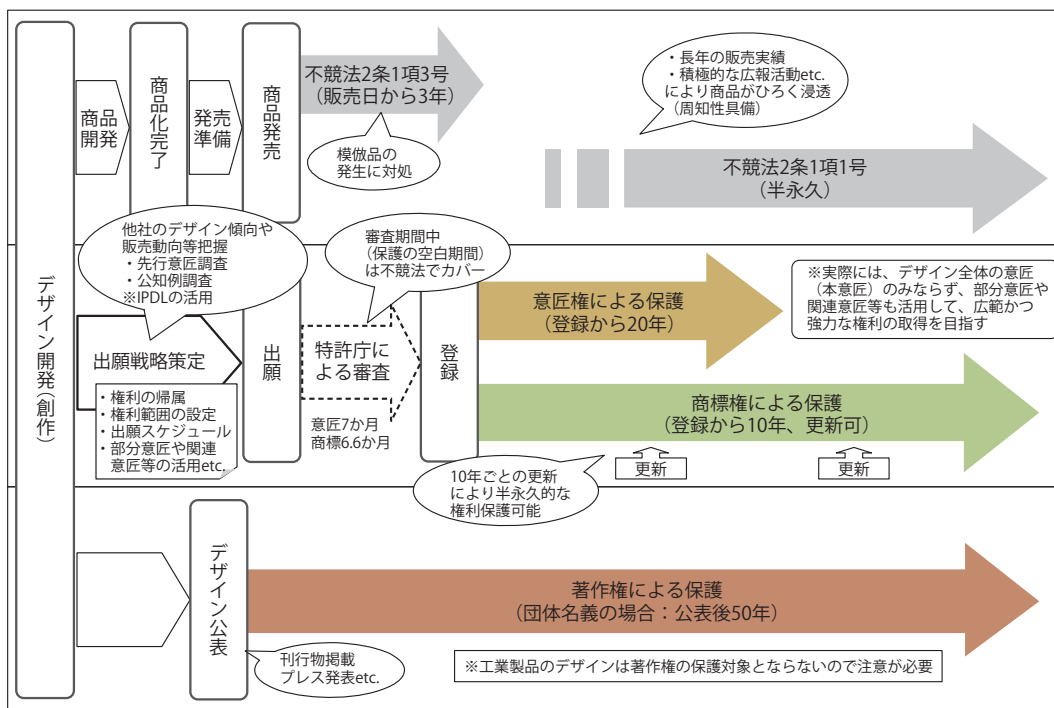 デザイン開発（創作）
商品
開発
商品化完了
発売
準備
商品発売
不競法2条1項3号
（販売日から3年）
模倣品の
発生に対処
・長年の販売実績
・積極的な広報活動etc.
により商品がひろく浸透
（周知性具備）
不競法2条1項1号
（半永久）
他社のデザイン傾向や
販売動向等把握
・先行意匠調査
・公知例調査
※IPDLの活用
出願戦略策定
・権利の帰属
・権利範囲の設定
・出願スケジュール
・部分意匠や関連
意匠等の活用etc.
出願
審査期間中
（保護の空白期間）
は不競法でカバー
特許庁に
よる審査
意匠7か月
商標6.6か月
登録
意匠権による保護
（登録から20年）
※実際には、デザイン全体の意匠
（本意匠）のみならず、部分意匠や
関連意匠等も活用して、広範かつ
強力な権利の取得を目指す
商標権による保護
（登録から10年、更新可）
更新
更新
10年ごとの更新
により半永久的な
権利保護可能
デザイン公表
著作権による保護
（団体名義の場合：公表後50年）
刊行物掲載
プレス発表etc.
※工業製品のデザインは著作権の保護対象とならないので注意が必要